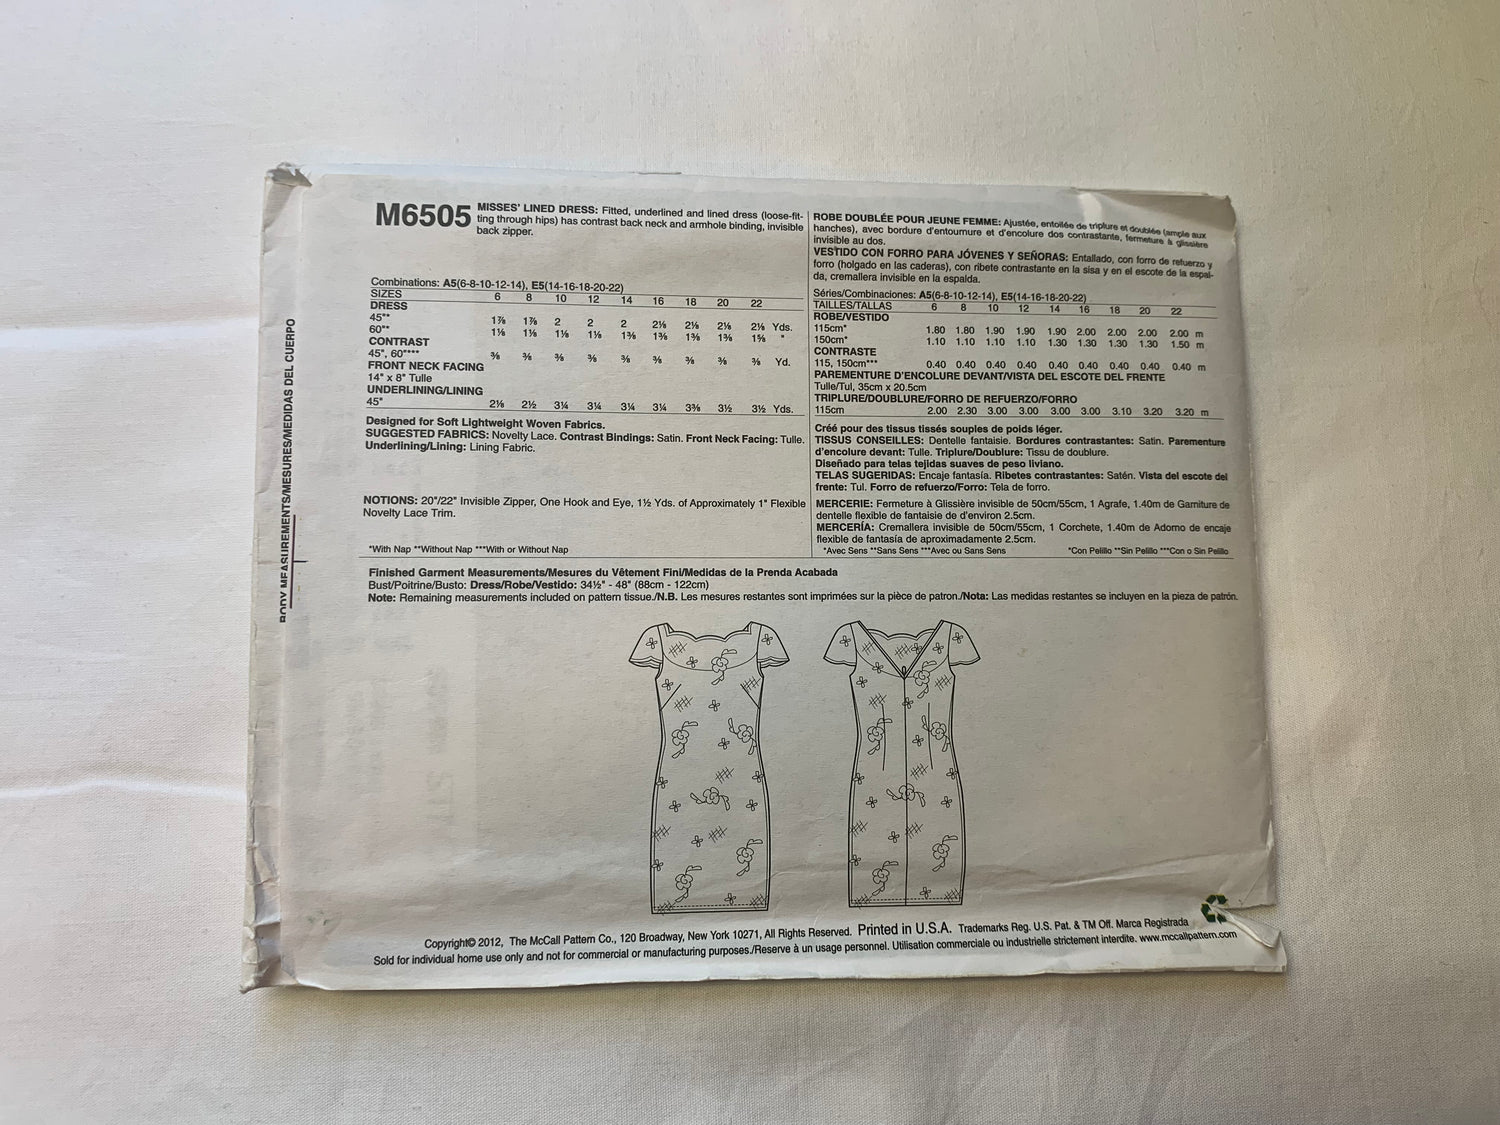 M6505
MISSES' LINED DRESS: Fitted, underlined and lined dress (loose-fit-
ting through hips) has contrast back neck and armhole binding, invisible
back zipper.
Combinations: A5(6-8-10-12-14), E5(14-16-18-20-22)
SIZES 6 8 10 12 14 16 18 20 22
DRESS
45"* 1⅞ 1⅞ 2 2 2 2⅛ 2⅛ 2⅛ 2⅛ Yds.
60"* 1⅛ 1⅛ 1⅛ 1⅛ 1⅜ 1⅜ 1⅜ 1⅜ 1⅝ "
CONTRAST
45", 60"*** ⅜ ⅜ ⅜ ⅜ ⅜ ⅜ ⅜ ⅜ ⅜ Yd.
FRONT NECK FACING
14" x 8" Tulle
UNDERLINING/LINING
45" 2⅛ 2½ 3¼ 3¼ 3¼ 3¼ 3⅜ 3½ 3½ Yds.
Designed for Soft Lightweight Woven Fabrics.
SUGGESTED FABRICS: Novelty Lace. Contrast Bindings: Satin. Front Neck Facing: Tulle.
Underlining/Lining: Lining Fabric.
NOTIONS: 20"/22" Invisible Zipper, One Hook and Eye, 1½ Yds. of Approximately 1" Flexible
Novelty Lace Trim.
*With Nap **Without Nap ***With or Without Nap
ROBE DOUBLÉE POUR JEUNE FEMME: Ajustée, entoilée de triplure et doublée (ample aux
hanches), avec bordure d'entournure et d'encolure dos contrastante, fermeture à glissière
invisible au dos.
VESTIDO CON FORRO PARA JÓVENES Y SEÑORAS: Entallado, con forro de refuerzo y
forro (holgado en las caderas), con ribete contrastante en la sisa y en el escote de la espal-
da, cremallera invisible en la espalda.
Séries/Combinaciones: A5(6-8-10-12-14), E5(14-16-18-20-22)
TAILLES/TALLAS 6 8 10 12 14 16 18 20 22
ROBE/VESTIDO
115cm* 1.80 1.80 1.90 1.90 1.90 2.00 2.00 2.00 2.00 m
150cm* 1.10 1.10 1.10 1.10 1.30 1.30 1.30 1.30 1.50 m
CONTRASTE
115, 150cm*** 0.40 0.40 0.40 0.40 0.40 0.40 0.40 0.40 0.40 m
PAREMENTURE D'ENCOLURE DEVANT/VISTA DEL ESCOTE DEL FRENTE
Tulle/Tul, 35cm x 20.5cm
TRIPLURE/DOUBLURE/FORRO DE REFUERZO/FORRO
115cm 2.00 2.30 3.00 3.00 3.00 3.00 3.10 3.20 3.20 m
Créé pour des tissus tissés souples de poids léger.
TISSUS CONSEILLES: Dentelle fantaisie. Bordures contrastantes: Satin. Parementure
d'encolure devant: Tulle. Triplure/Doublure: Tissu de doublure.
Diseñado para telas tejidas suaves de peso liviano.
TELAS SUGERIDAS: Encaje fantasía. Ribetes contrastantes: Satén. Vista del escote del
frente: Tul. Forro de refuerzo/Forro: Tela de forro.
MERCERIE: Fermeture à Glissière invisible de 50cm/55cm, 1 Agrafe, 1.40m de Garniture de
dentelle flexible de fantaisie de d'environ 2.5cm.
MERCERÍA: Cremallera invisible de 50cm/55cm, 1 Corchete, 1.40m de Adorno de encaje
flexible de fantasía de aproximadamente 2.5cm.
*Avec Sens **Sans Sens ***Avec ou Sans Sens *Con Pelillo **Sin Pelillo ***Con o Sin Pelillo
Finished Garment Measurements/Mesures du Vêtement Fini/Medidas de la Prenda Acabada
Bust/Poitrine/Busto: Dress/Robe/Vestido: 34½" - 48" (88cm - 122cm)
Note: Remaining measurements included on pattern tissue./N.B. Les mesures restantes sont imprimées sur la pièce de patron./Nota: Las medidas restantes se incluyen en la pieza de patrón.
BODY MEASUREMENTS/MESURES/MEDIDAS DEL CUERPO
Copyright© 2012, The McCall Pattern Co., 120 Broadway, New York 10271, All Rights Reserved. Printed in U.S.A. Trademarks Reg. U.S. Pat. & TM Off. Marca Registrada
Sold for individual home use only and not for commercial or manufacturing purposes./Reserve à un usage personnel. Utilisation commerciale ou industrielle strictement interdite. www.mccallpattern.com